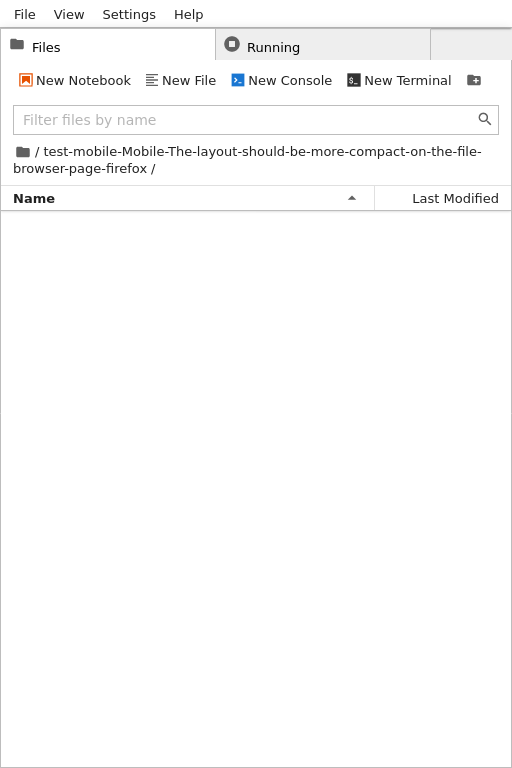 File View Settings Help
Files Running
New Notebook New File New Console $_ New Terminal
Filter files by name
/ test-mobile-Mobile-The-layout-should-be-more-compact-on-the-file-
browser-page-firefox /
Name Last Modified